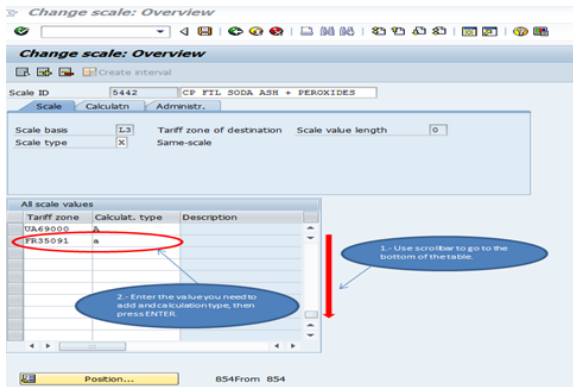 Change scale: Overview
Change scale: Overview
Create interval
Scale ID 5442 CP FTL SODA ASH + PEROXIDES
Scale Calculatn Administr.
Scale basis L3 Tariff zone of destination Scale value length 0
Scale type X Same-scale
All scale values
Tariff zone Calculat. type Description
UA69000 A
FR35091 a
1.- Use scrollbar to go to the
bottom of the table.
2.- Enter the value you need to
add and calculation type, then
press ENTER.
Position... 854From 854